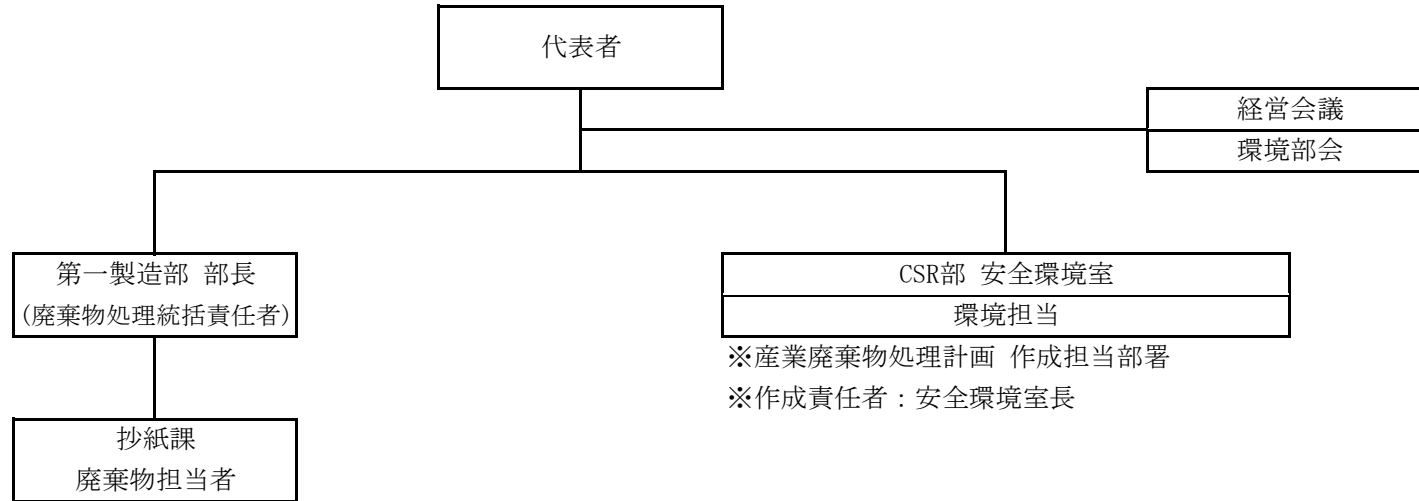 代表者
経営会議
環境部会
第一製造部 部長
(廃棄物処理統括責任者)
CSR部 安全環境室
環境担当
※産業廃棄物処理計画 作成担当部署
※作成責任者：安全環境室長
抄紙課
廃棄物担当者